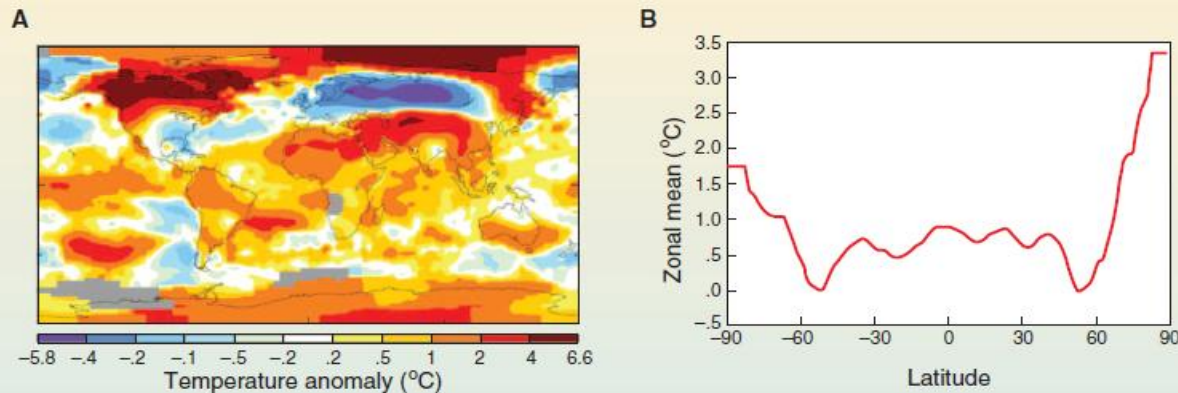 A
−5.8 −.4 −.2 −.1 −.5 −.2 .2 .5 1 2 4 6.6
Temperature anomaly (°C)
B
Zonal mean (°C)
3.5
3.0
2.5
2.0
1.5
1.0
.5
.0
−.5
−90 −60 −30 0 30 60 90
Latitude